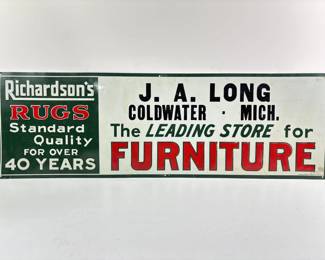 Richardson's
RUGS
Standard
Quality
FOR OVER
40 YEARS
J. A. LONG
COLDWATER · MICH.
The LEADING STORE for
FURNITURE